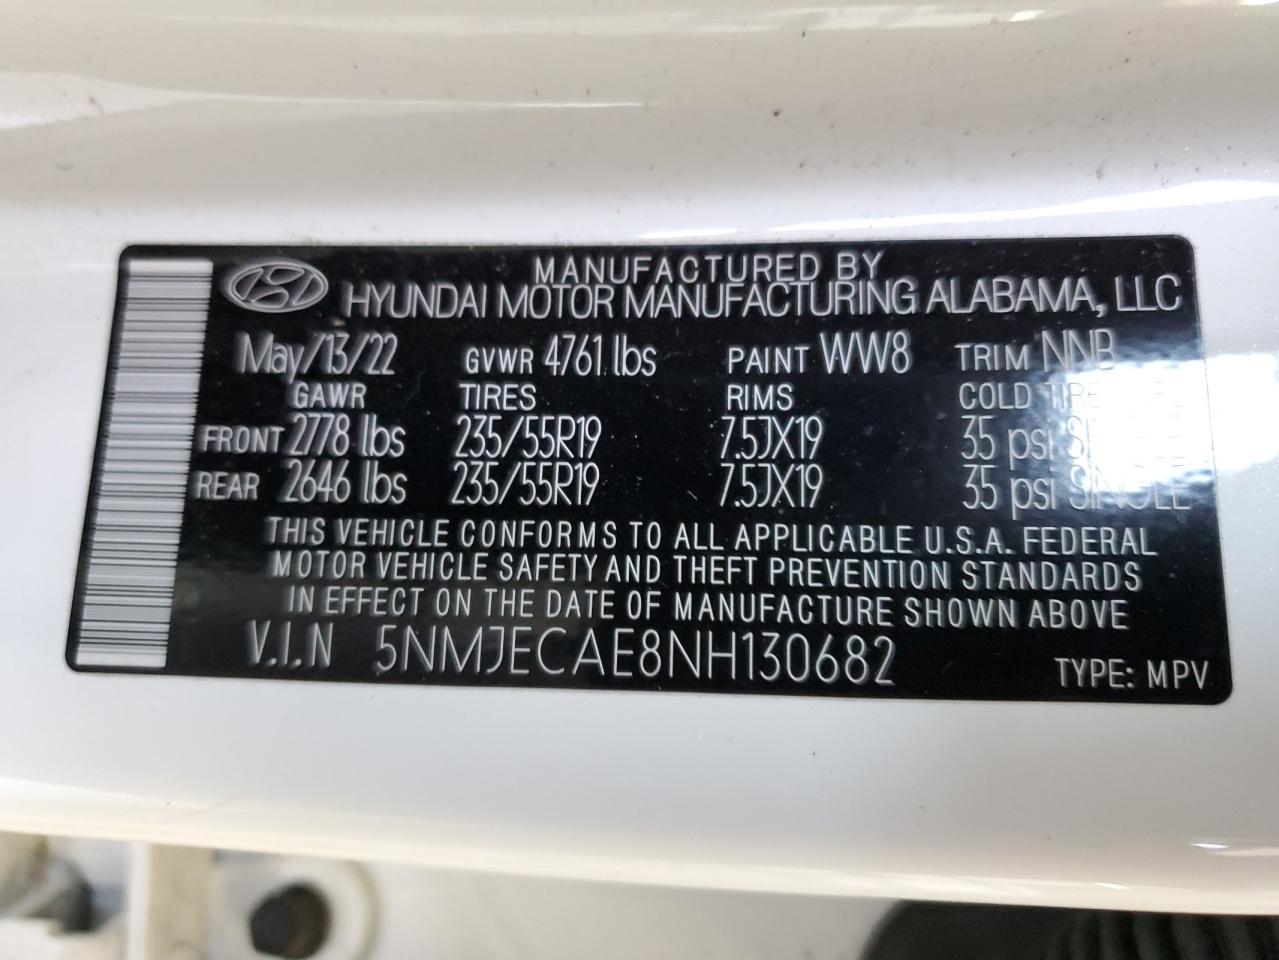 MANUFACTURED BY
HYUNDAI MOTOR MANUFACTURING ALABAMA, LLC
May/13/22 GVWR 4761 lbs PAINT WW8 TRIM NNB
GAWR TIRES RIMS COLD
FRONT 2778 lbs 235/55R19 7.5JX19 35 psi SINGLE
REAR 2646 lbs 235/55R19 7.5JX19 35 psi SINGLE
THIS VEHICLE CONFORMS TO ALL APPLICABLE U.S.A. FEDERAL
MOTOR VEHICLE SAFETY AND THEFT PREVENTION STANDARDS
IN EFFECT ON THE DATE OF MANUFACTURE SHOWN ABOVE
V.I.N 5NMJECAE8NH130682 TYPE: MPV